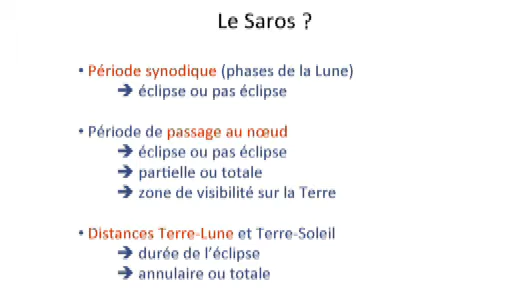 Le Saros ?
• Période synodique (phases de la Lune)
➔ éclipse ou pas éclipse
• Période de passage au nœud
➔ éclipse ou pas éclipse
➔ partielle ou totale
➔ zone de visibilité sur la Terre
• Distances Terre-Lune et Terre-Soleil
➔ durée de l’éclipse
➔ annulaire ou totale